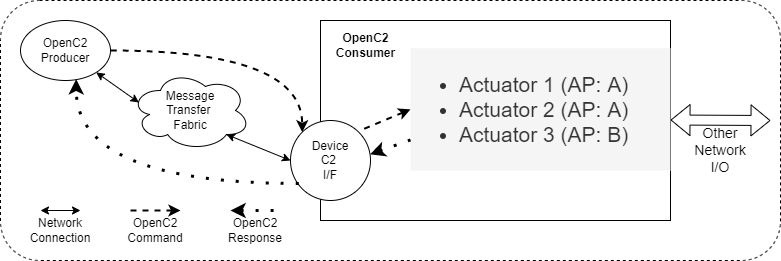 OpenC2
Producer
Message
Transfer
Fabric
OpenC2
Consumer
• Actuator 1 (AP: A)
• Actuator 2 (AP: A)
• Actuator 3 (AP: B)
Device
C2
I/F
Other
Network
I/O
Network
Connection
OpenC2
Command
OpenC2
Response